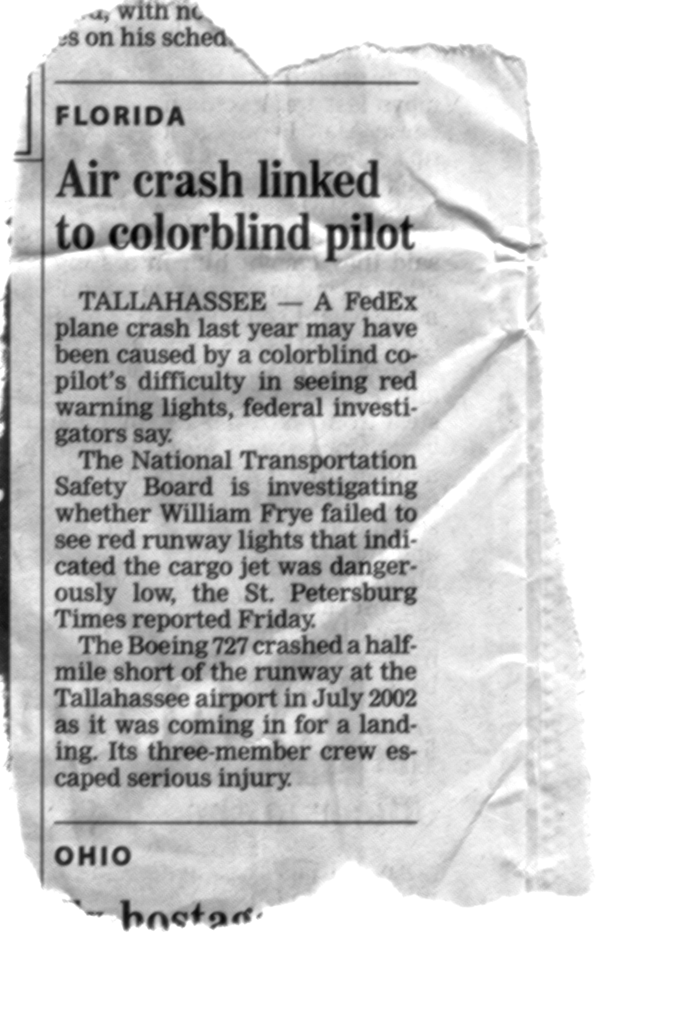 with no
es on his sched
FLORIDA
Air crash linked
to colorblind pilot
TALLAHASSEE — A FedEx
plane crash last year may have
been caused by a colorblind co-
pilot's difficulty in seeing red
warning lights, federal investi-
gators say.
The National Transportation
Safety Board is investigating
whether William Frye failed to
see red runway lights that indi-
cated the cargo jet was danger-
ously low, the St. Petersburg
Times reported Friday.
The Boeing 727 crashed a half-
mile short of the runway at the
Tallahassee airport in July 2002
as it was coming in for a land-
ing. Its three-member crew es-
caped serious injury.
OHIO
hostag